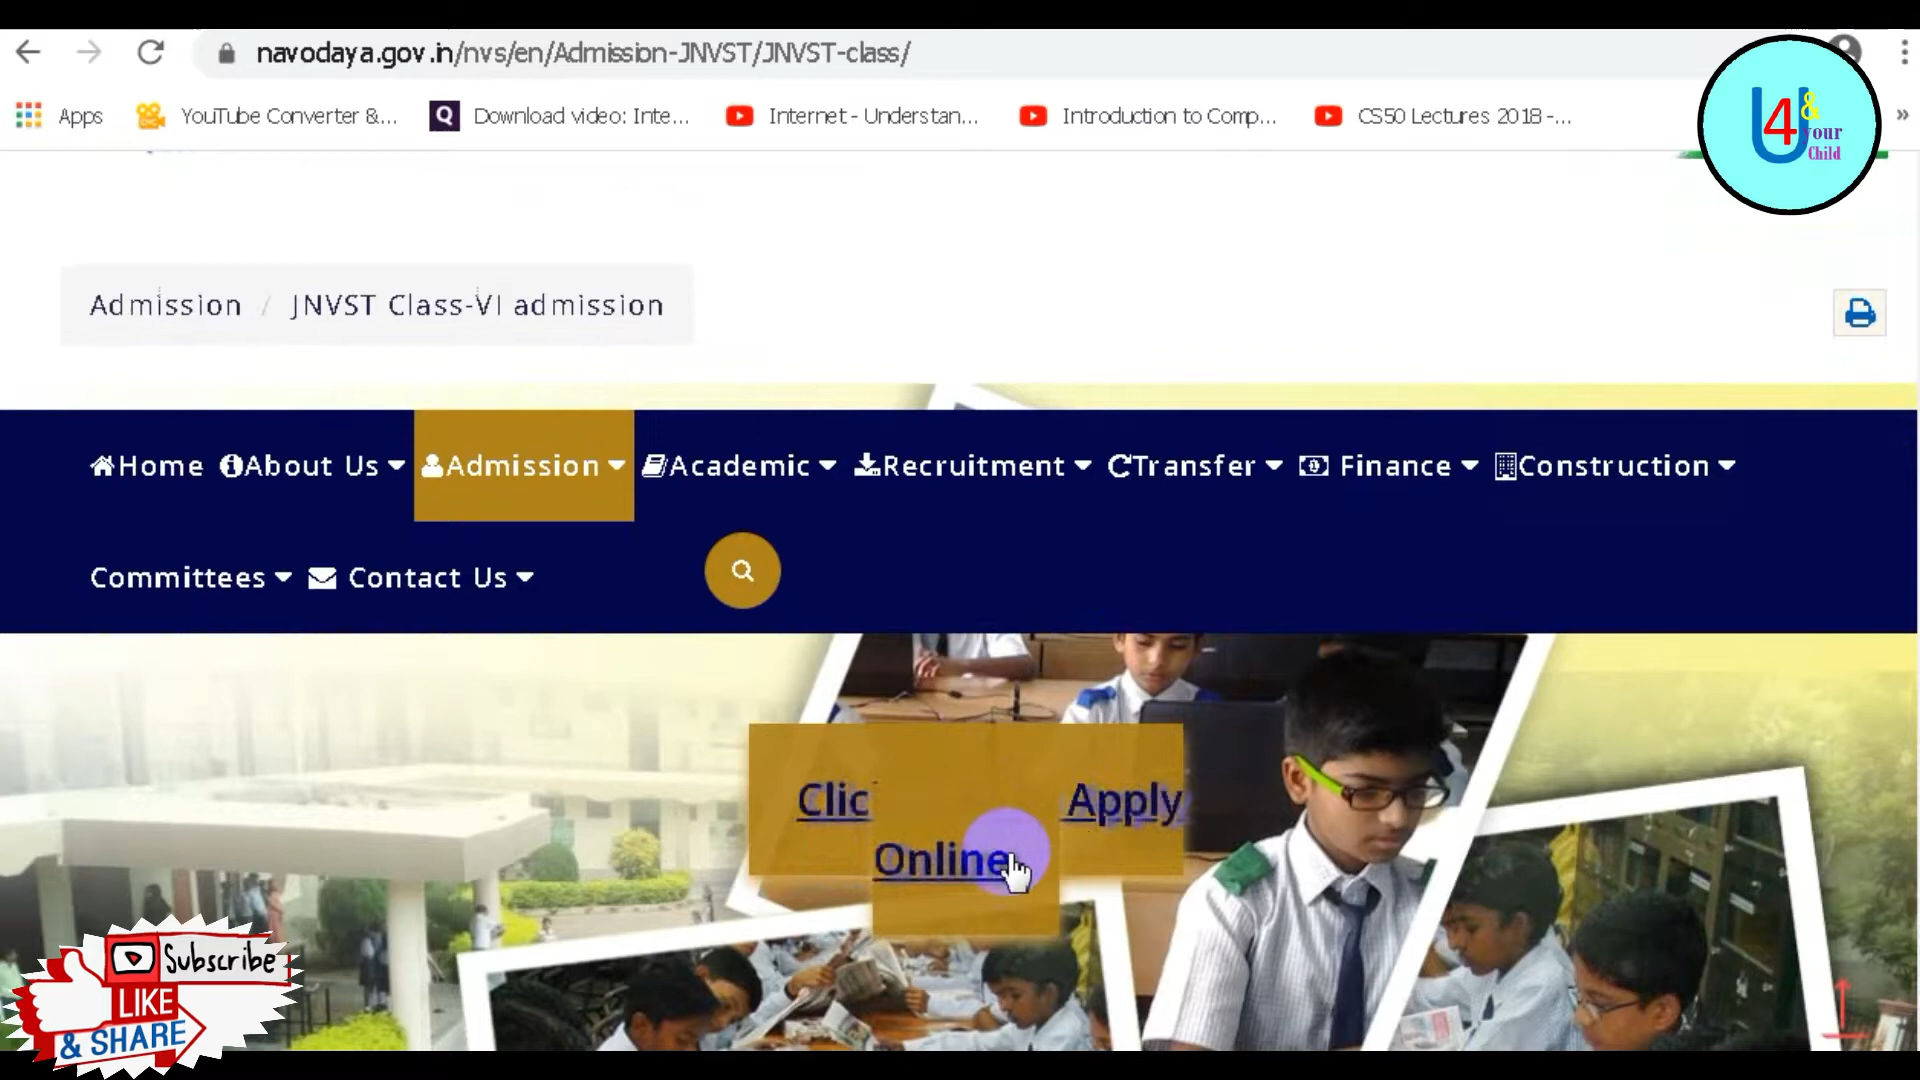 navodaya.gov.in/nvs/en/Admission-JNVST/JNVST-class/
Apps YouTube Converter &... Download video: Inte... Internet - Understan... Introduction to Comp... CS50 Lectures 2018 -... »
U4 & your Child
Admission / JNVST Class-VI admission
Home About Us Admission Academic Recruitment Transfer Finance Construction
Committees Contact Us
Clic Apply
Online
Subscribe
LIKE
& SHARE